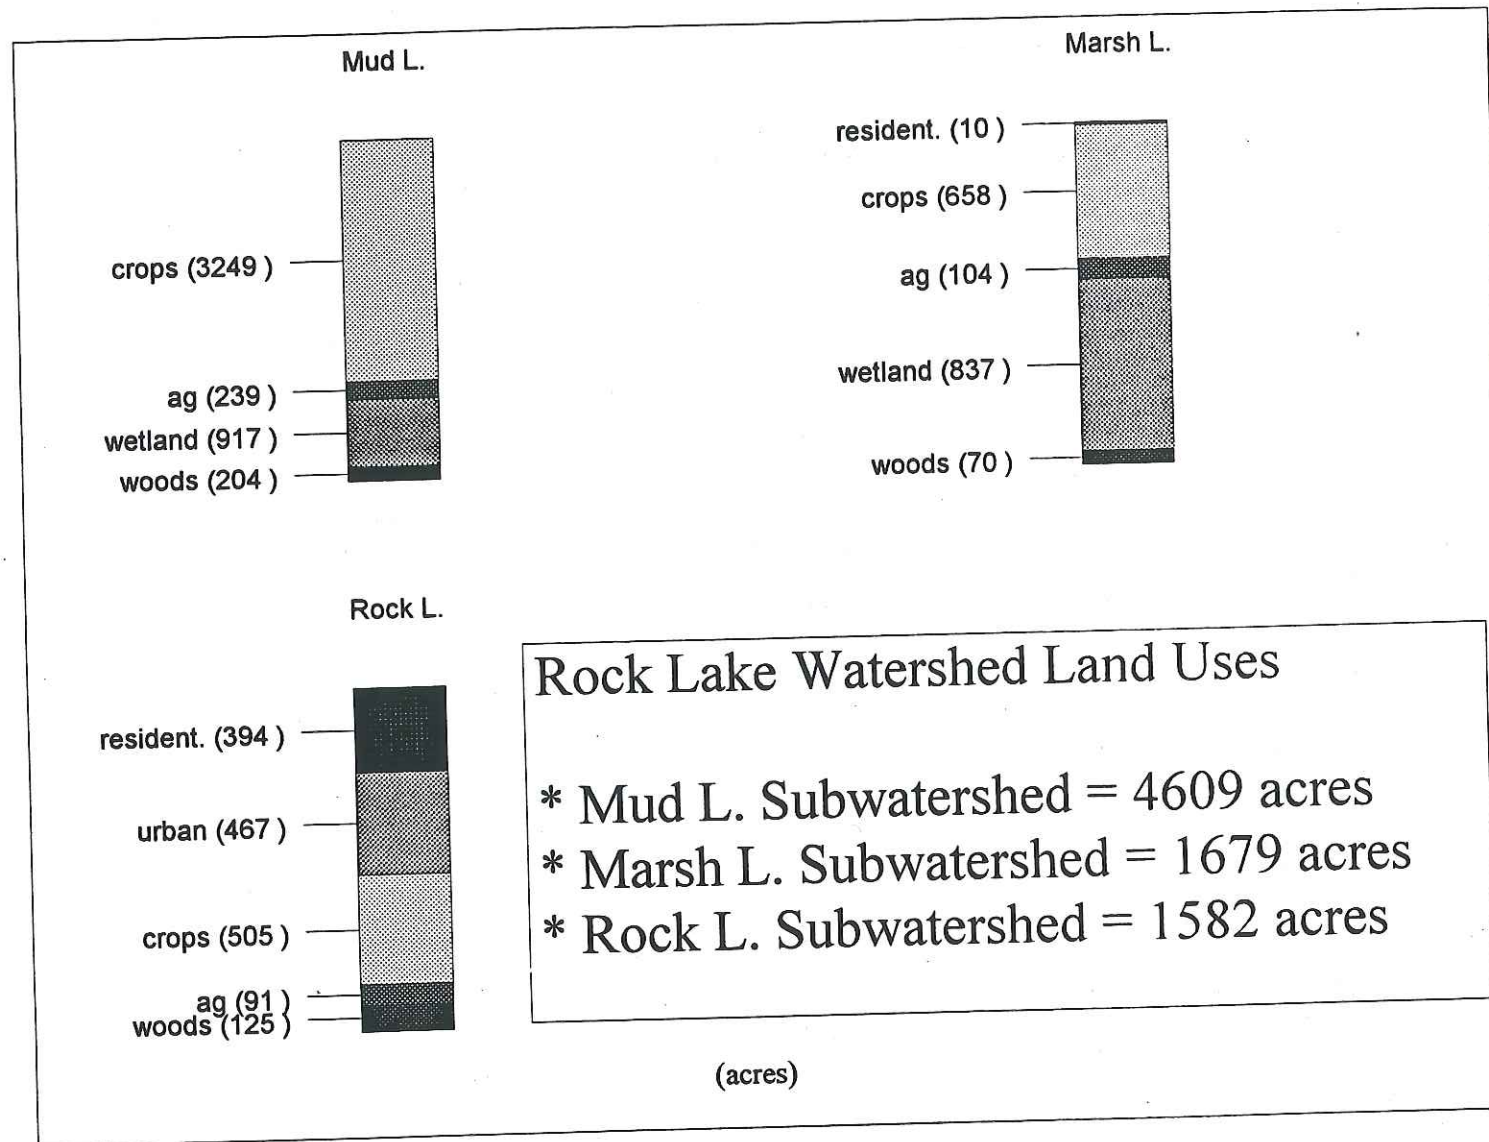 Mud L.
crops (3249 )
ag (239 )
wetland (917 )
woods (204 )
Marsh L.
resident. (10 )
crops (658 )
ag (104 )
wetland (837 )
woods (70 )
Rock L.
resident. (394 )
urban (467 )
crops (505 )
ag (91 )
woods (125 )
Rock Lake Watershed Land Uses
* Mud L. Subwatershed = 4609 acres
* Marsh L. Subwatershed = 1679 acres
* Rock L. Subwatershed = 1582 acres
(acres)